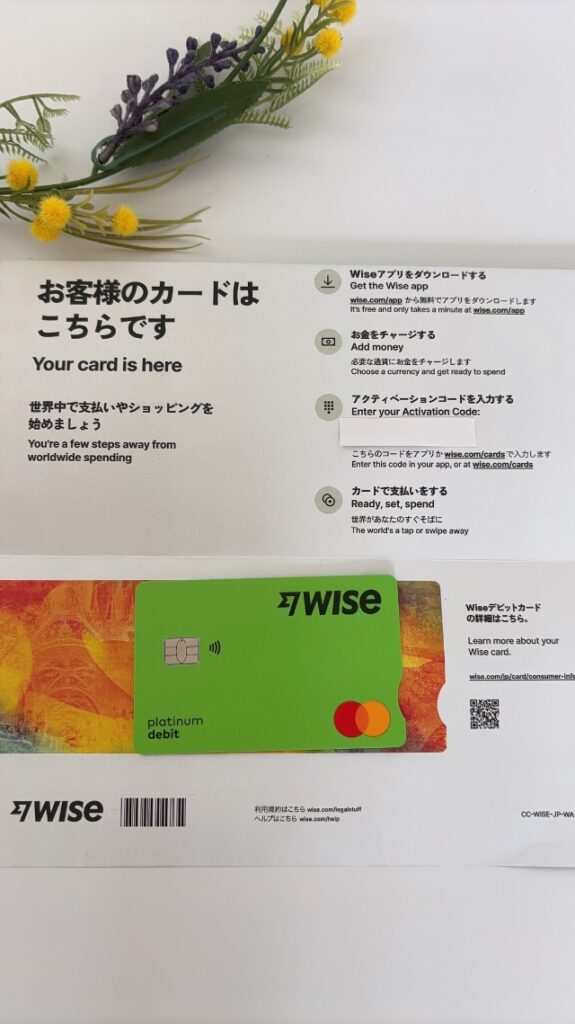 お客様のカードは
こちらです
Your card is here
世界中で支払いやショッピングを
始めましょう
You're a few steps away from
worldwide spending
Wiseアプリをダウンロードする
Get the Wise app
wise.com/app から無料でアプリをダウンロードします
It's free and only takes a minute at wise.com/app
お金をチャージする
Add money
必要な通貨にお金をチャージします
Choose a currency and get ready to spend
アクティベーションコードを入力する
Enter your Activation Code:
こちらのコードをアプリか wise.com/cards で入力します
Enter this code in your app, or at wise.com/cards
カードで支払いをする
Ready, set, spend
世界があなたのすぐそばに
The world's a tap or swipe away
WISE
platinum
debit
Wiseデビットカード
の詳細はこちら。
Learn more about your
Wise card.
wise.com/jp/card/consumer-info
WISE
利用規約はこちら wise.com/legalstuff
ヘルプはこちら wise.com/help
CC-WISE-JP-WA